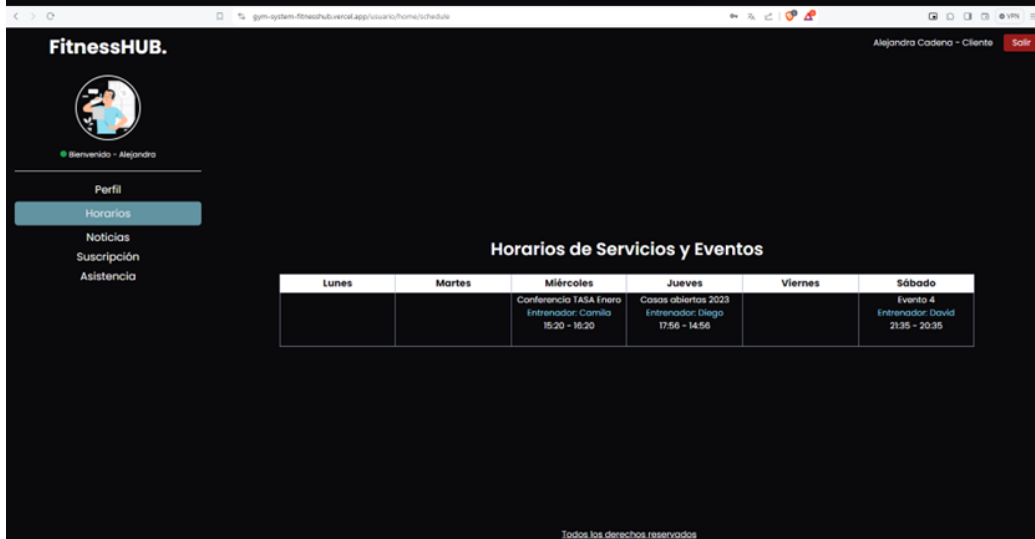 gym-system-fitnesshub.vercel.app/usuario/home/schedule
VPN
FitnessHUB.
Alejandra Cadena - Cliente
Salir
Bienvenido - Alejandra
Perfil
Horarios
Noticias
Suscripción
Asistencia
Horarios de Servicios y Eventos
Lunes Martes Miércoles Jueves Viernes Sábado
Conferencia TASA Enero Casas abiertas 2023 Evento 4
Entrenador: Camila Entrenador: Diego Entrenador: David
15:20 - 16:20 17:56 - 14:56 21:35 - 20:35
Todos los derechos reservados